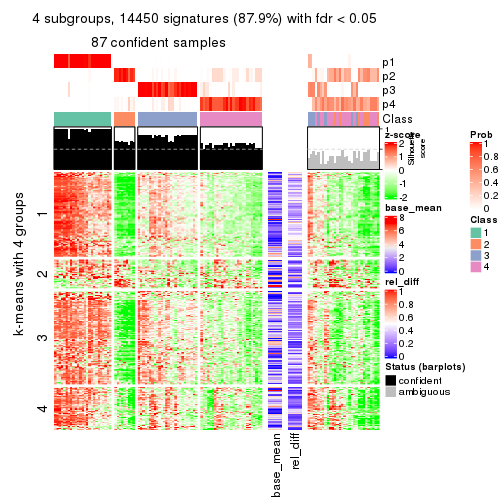 4 subgroups, 14450 signatures (87.9%) with fdr < 0.05
87 confident samples
p1
p2
p3
p4
Class
1
Silhouette
score
k-means with 4 groups
1
2
3
4
base_mean
rel_diff
z-score
2
1
0
-1
-2
base_mean
8
6
4
2
0
rel_diff
1
0.8
0.6
0.4
0.2
0
Status (barplots)
confident
ambiguous
Prob
1
0.8
0.6
0.4
0.2
0
Class
1
2
3
4